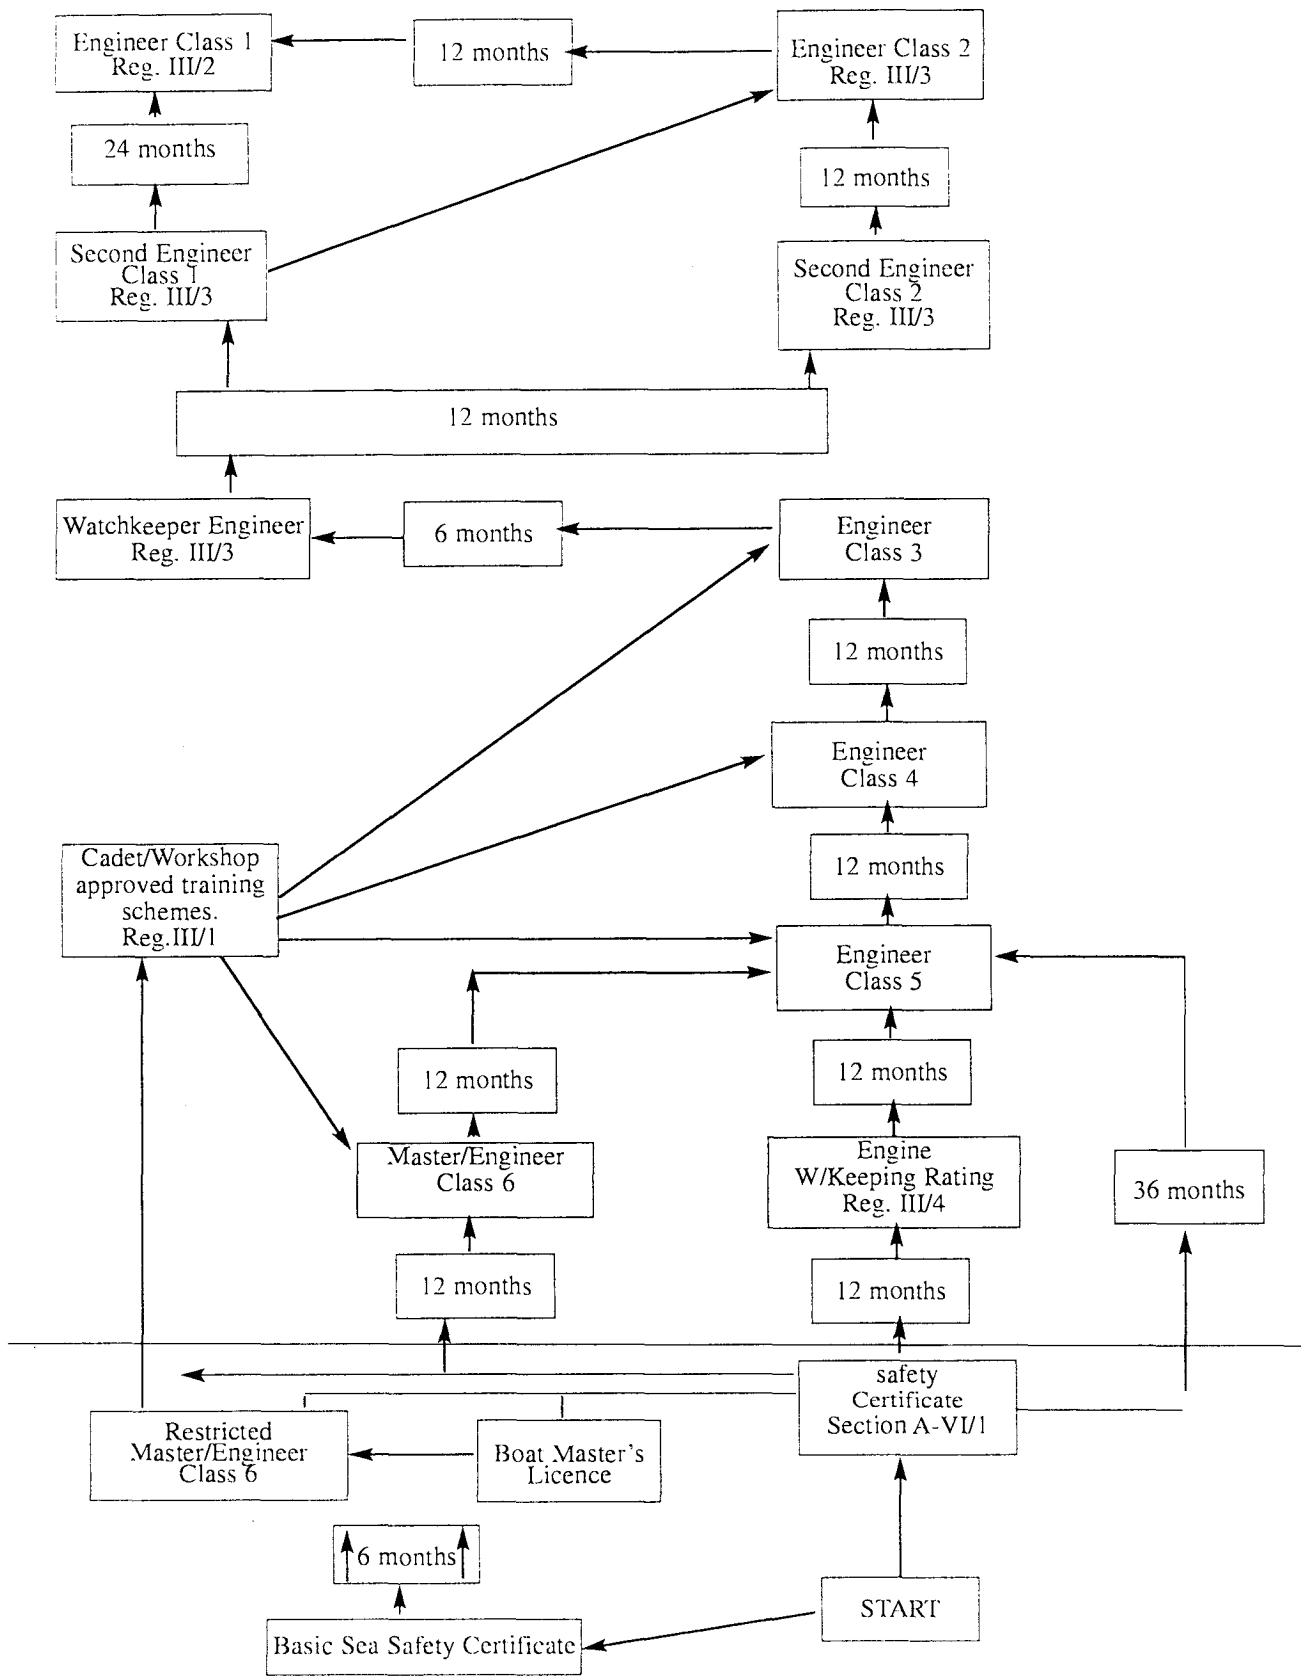 Engineer Class 1
Reg. III/2
12 months
Engineer Class 2
Reg. III/3
24 months
12 months
Second Engineer
Class 1
Reg. III/3
Second Engineer
Class 2
Reg. III/3
12 months
Watchkeeper Engineer
Reg. III/3
6 months
Engineer
Class 3
12 months
Engineer
Class 4
12 months
Cadet/Workshop
approved training
schemes.
Reg.III/1
Engineer
Class 5
12 months
12 months
Master/Engineer
Class 6
Engine
W/Keeping Rating
Reg. III/4
36 months
12 months
12 months
safety
Certificate
Section A-VI/1
Restricted
Master/Engineer
Class 6
Boat Master's
Licence
6 months
START
Basic Sea Safety Certificate